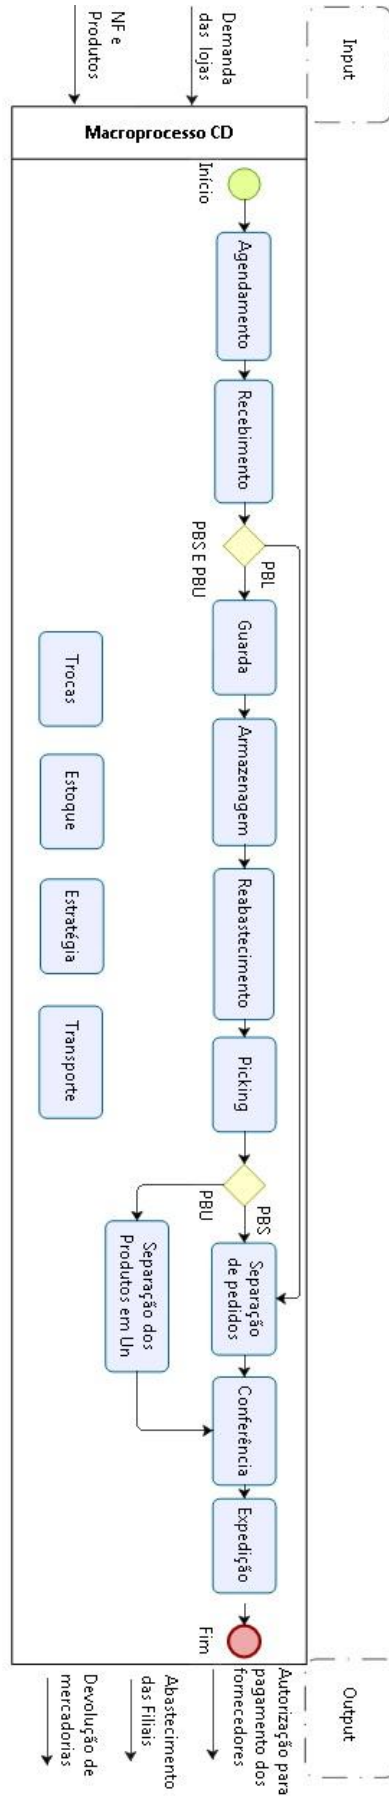 Input
Demanda
das lojas
NF e
Produtos
Macroprocesso CD
Início
Agendamento
Recebimento
PBL
PBS E PBU
Guarda
Armazenagem
Reabastecimento
Picking
PBS
PBU
Separação
de pedidos
Separação dos
Produtos em Un
Conferência
Expedição
Fim
Trocas
Estoque
Estratégia
Transporte
Output
Autorização para
pagamento dos
fornecedores
Abastecimento
das Filiais
Devolução de
mercadorias